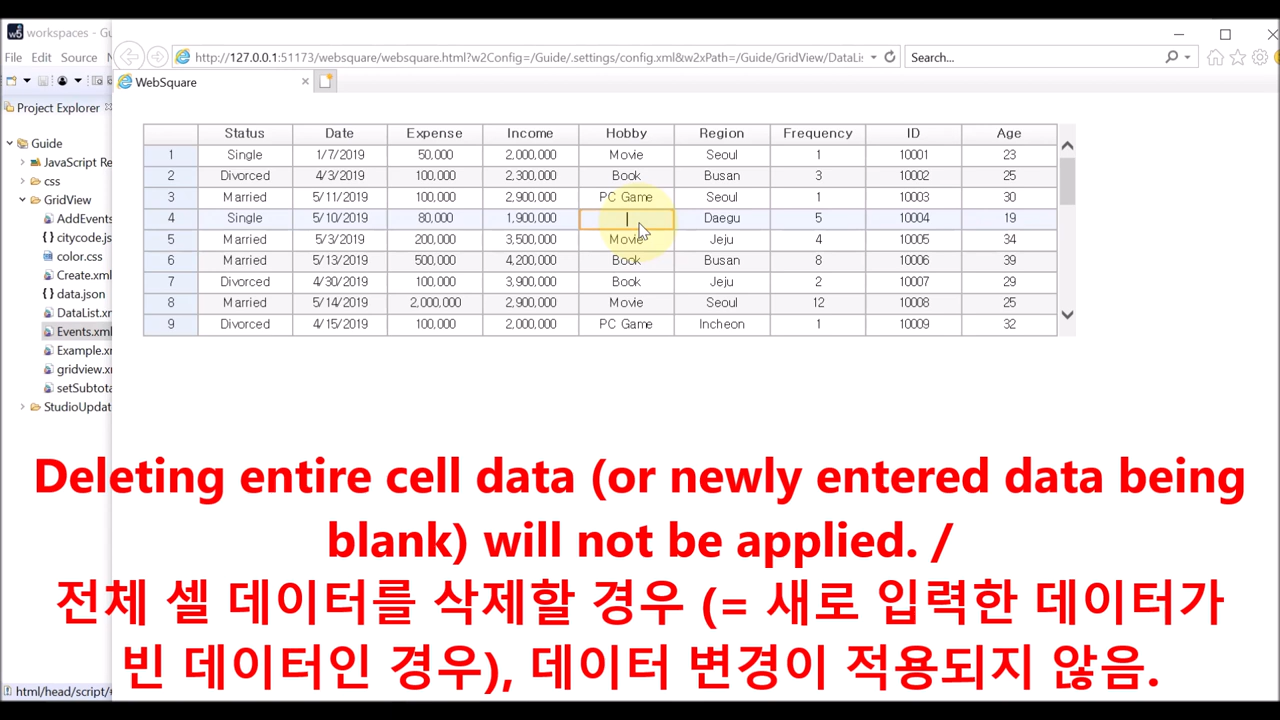 workspaces - Gu
File Edit Source
http://127.0.0.1:51173/websquare/websquare.html?w2Config=/Guide/.settings/config.xml&w2xPath=/Guide/GridView/DataLis
Search...
WebSquare
Project Explorer
Guide
JavaScript Re
css
GridView
AddEvents
citycode.js
color.css
Create.xml
data.json
DataList.xn
Events.xml
Example.xn
gridview.x
setSubtota
StudioUpdat
Status Date Expense Income Hobby Region Frequency ID Age
1 Single 1/7/2019 50,000 2,000,000 Movie Seoul 1 10001 23
2 Divorced 4/3/2019 100,000 2,300,000 Book Busan 3 10002 25
3 Married 5/11/2019 100,000 2,900,000 PC Game Seoul 1 10003 30
4 Single 5/10/2019 80,000 1,900,000 Daegu 5 10004 19
5 Married 5/3/2019 200,000 3,500,000 Movie Jeju 4 10005 34
6 Married 5/13/2019 500,000 4,200,000 Book Busan 8 10006 39
7 Divorced 4/30/2019 100,000 3,900,000 Book Jeju 2 10007 29
8 Married 5/14/2019 2,000,000 2,900,000 Movie Seoul 12 10008 25
9 Divorced 4/15/2019 100,000 2,000,000 PC Game Incheon 1 10009 32
Deleting entire cell data (or newly entered data being
blank) will not be applied. /
전체 셀 데이터를 삭제할 경우 (= 새로 입력한 데이터가
빈 데이터인 경우), 데이터 변경이 적용되지 않음.
html/head/script/